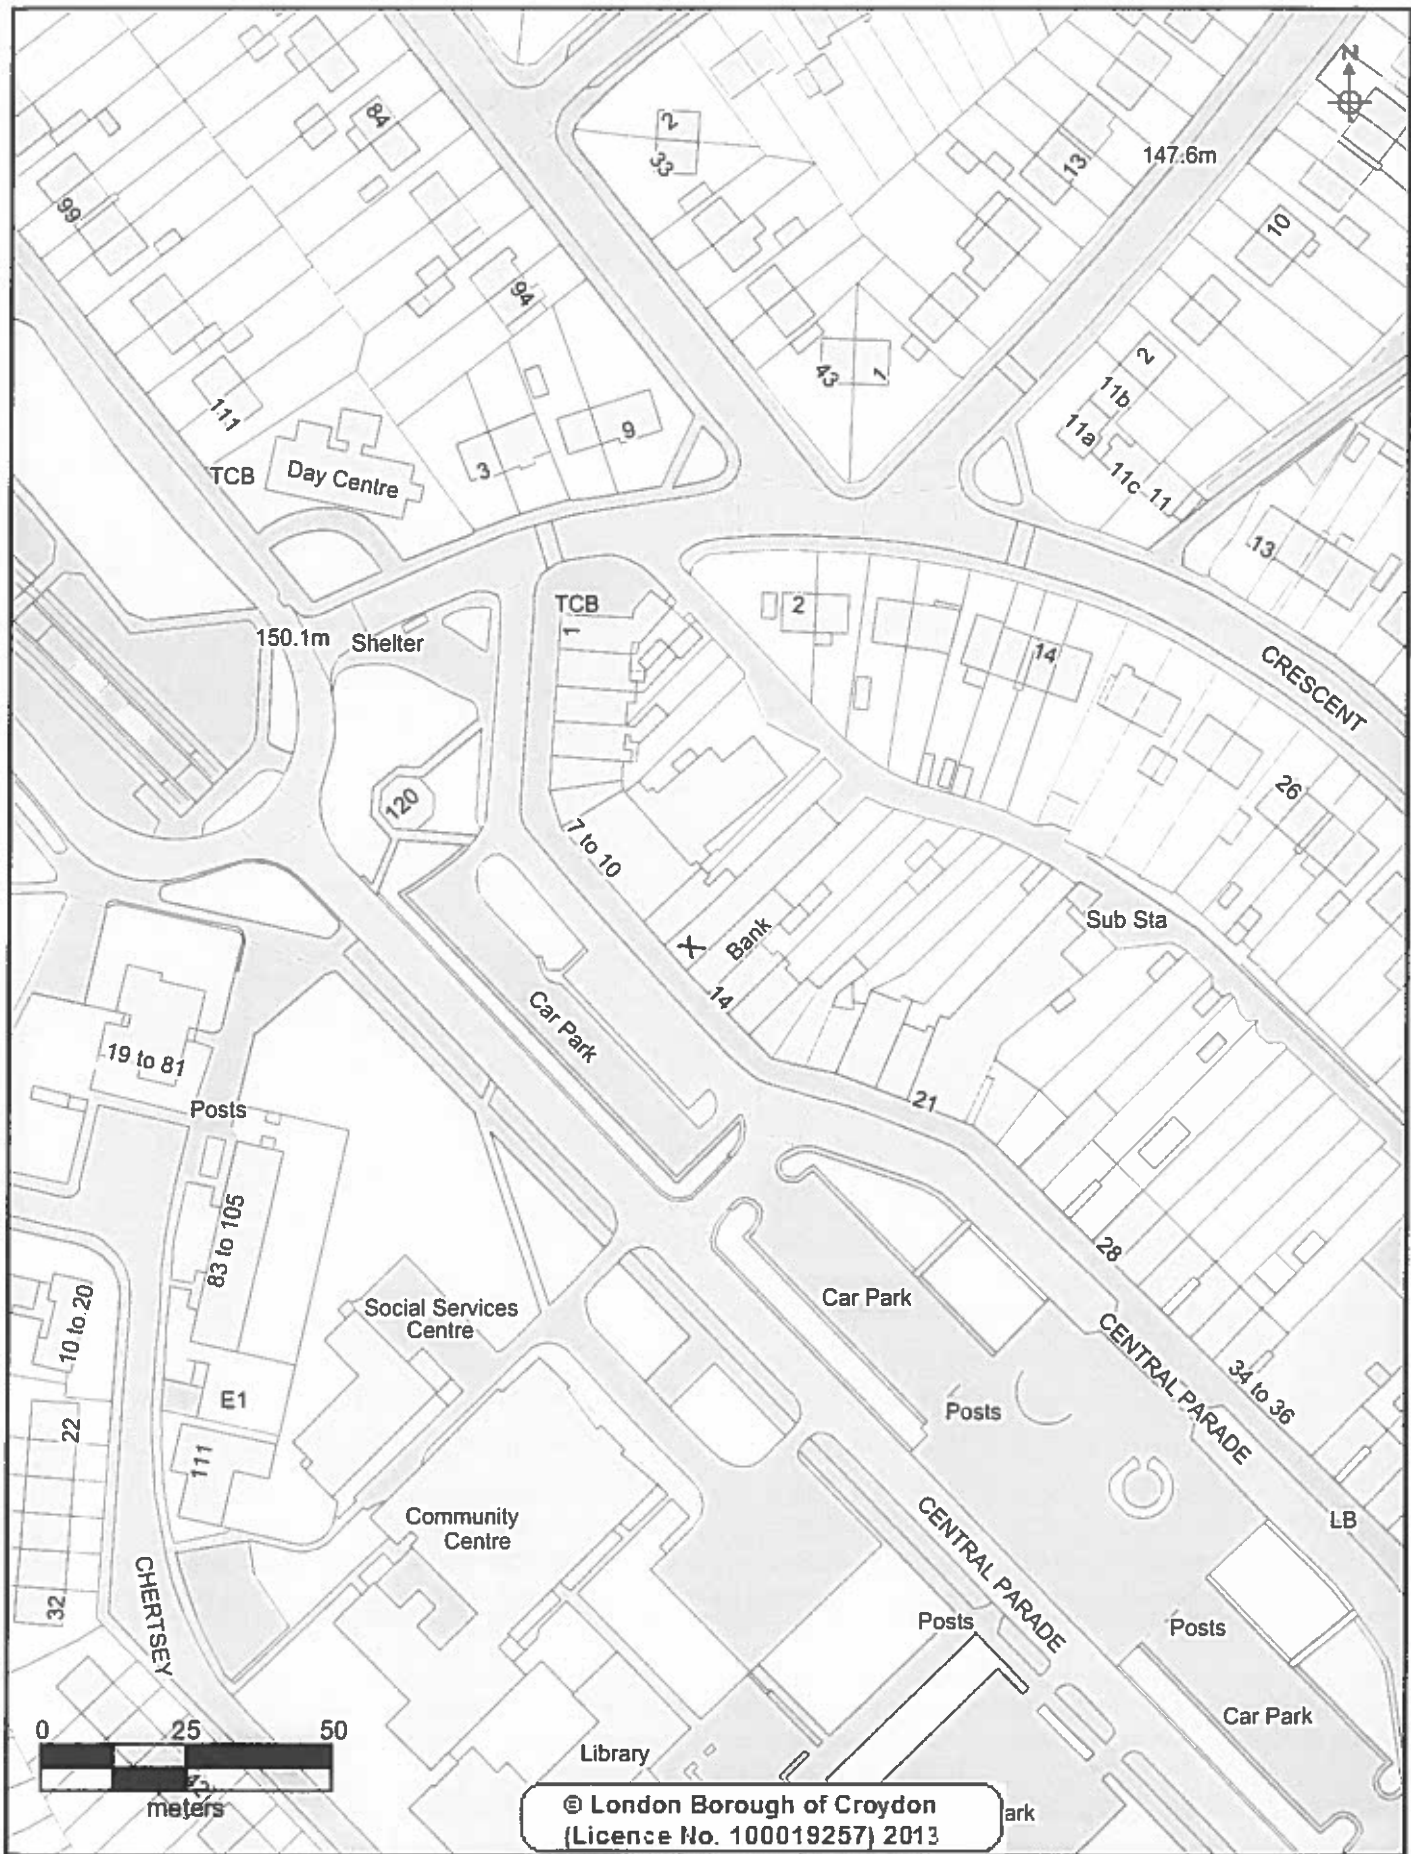 Z
84
2
33
147.6m
13
99
10
94
2
43
1
11b
111
11a
9
3
TCB
Day Centre
11c
11
13
TCB
2
1
150.1m
Shelter
14
CRESCENT
26
120
7 to 10
Sub Sta
X
Bank
14
Car Park
19 to 81
21
Posts
83 to 105
28
Car Park
Social Services
Centre
10 to 20
CENTRAL PARADE
34 to 36
E1
Posts
22
111
Community
Centre
CENTRAL PARADE
LB
CHERTSEY
32
Posts
Posts
Car Park
0 25 50
Library
meters
© London Borough of Croydon
(Licence No. 100019257) 2013
ark